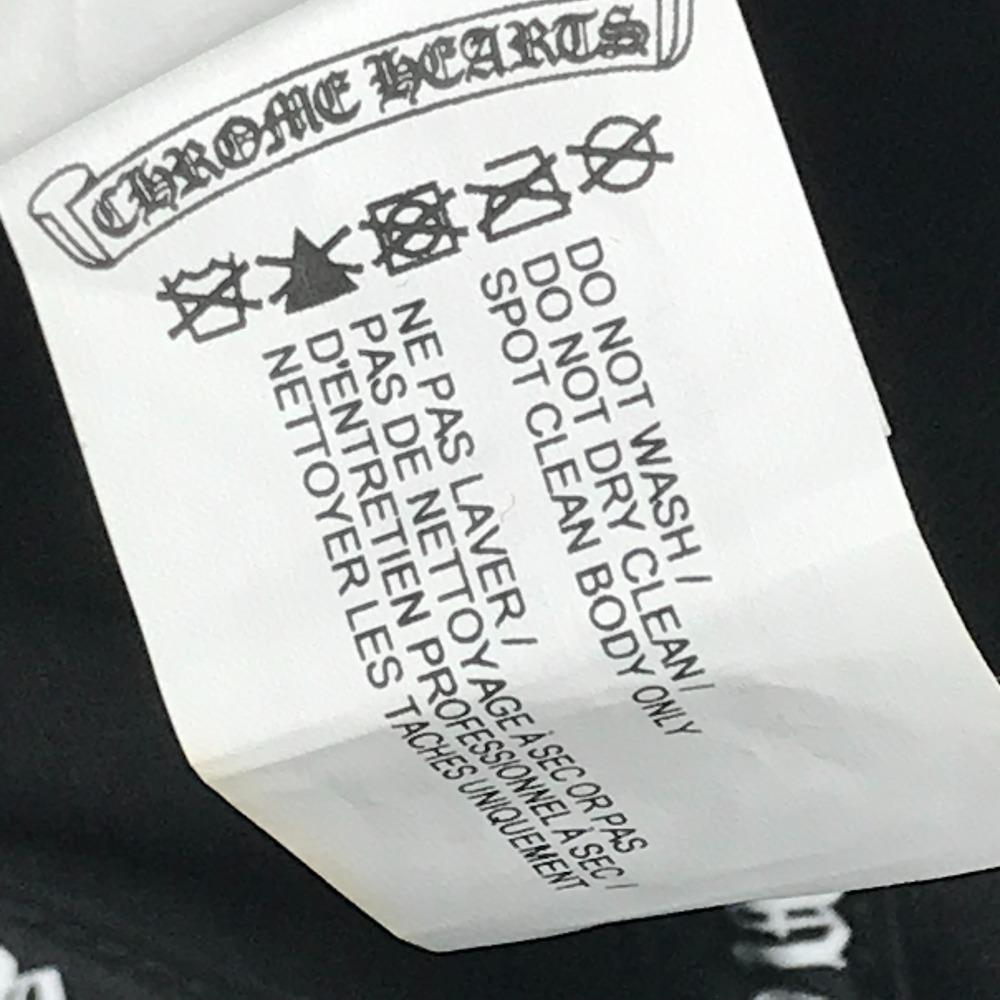 CHROME HEARTS
DO NOT WASH /
DO NOT DRY CLEAN /
SPOT CLEAN BODY ONLY
NE PAS LAVER /
PAS DE NETTOYAGE À SEC OR PAS
D'ENTRETIEN PROFESSIONNEL À SEC /
NETTOYER LES TACHES UNIQUEMENT